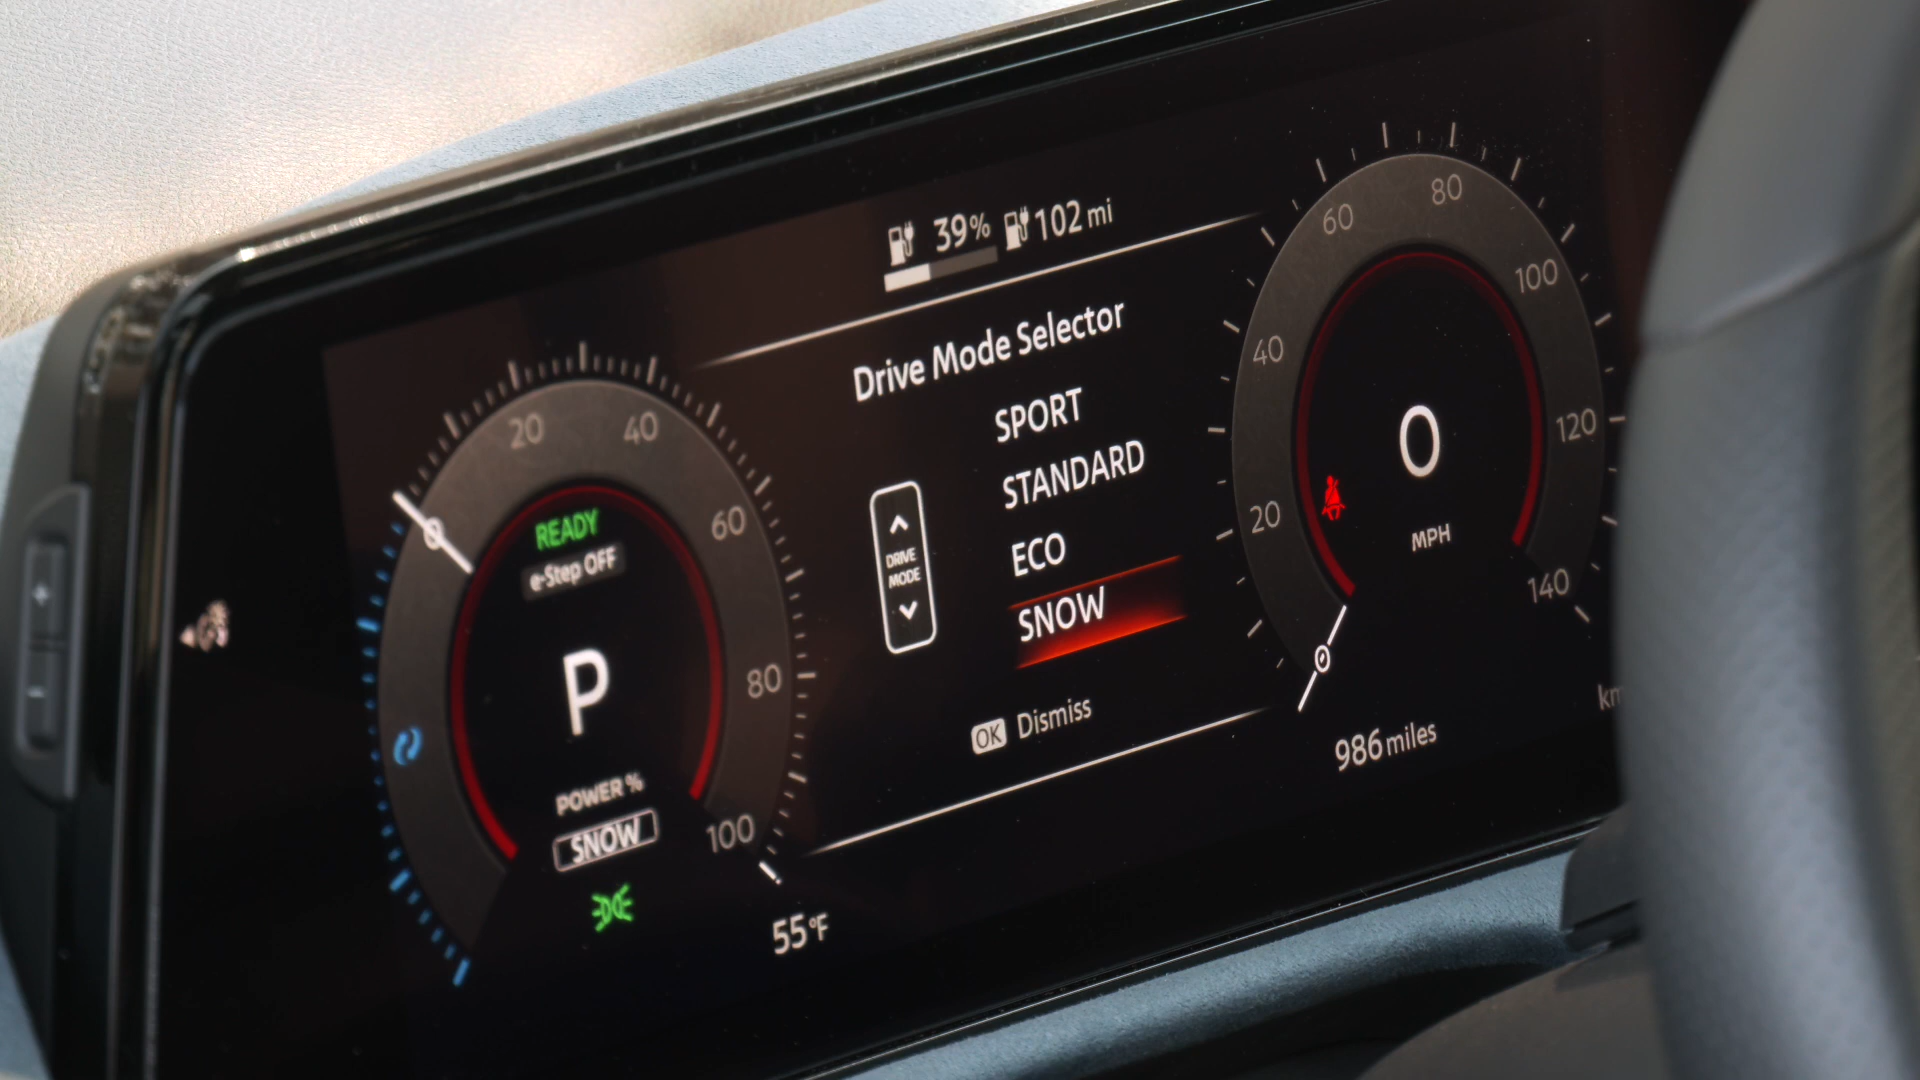 39% 102 mi
Drive Mode Selector
SPORT
STANDARD
ECO
SNOW
DRIVE
MODE
OK Dismiss
20 40 60 80 100
READY
e-Step OFF
P
POWER %
SNOW
55°F
20 40 60 80 100 120 140
0
MPH
0
986 miles
+
-